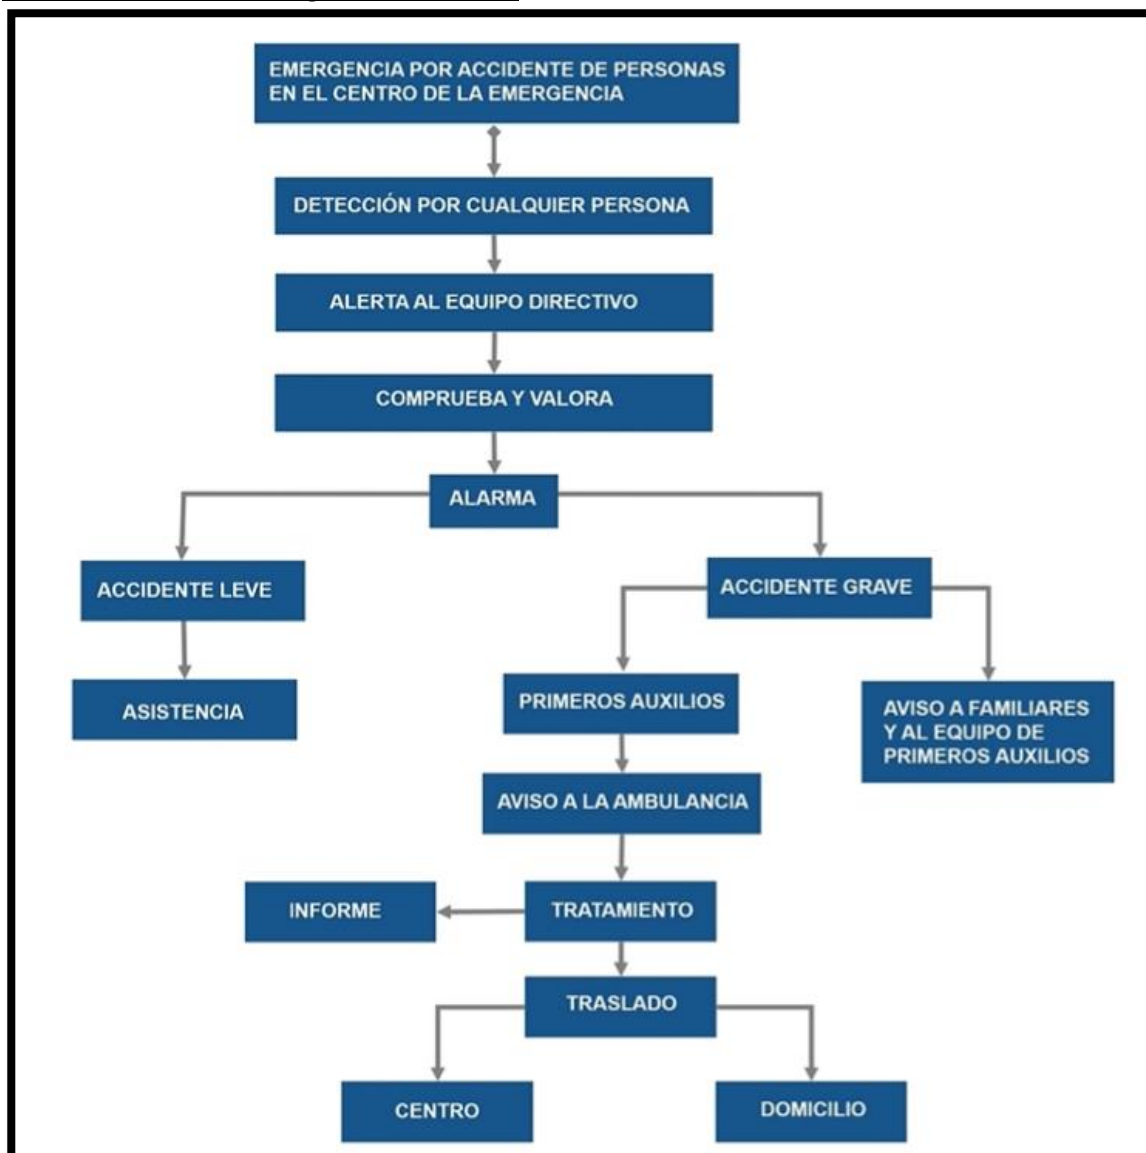 EMERGENCIA POR ACCIDENTE DE PERSONAS
EN EL CENTRO DE LA EMERGENCIA
DETECCIÓN POR CUALQUIER PERSONA
ALERTA AL EQUIPO DIRECTIVO
COMPRUEBA Y VALORA
ALARMA
ACCIDENTE LEVE
ACCIDENTE GRAVE
ASISTENCIA
PRIMEROS AUXILIOS
AVISO A FAMILIARES
Y AL EQUIPO DE
PRIMEROS AUXILIOS
AVISO A LA AMBULANCIA
INFORME
TRATAMIENTO
TRASLADO
CENTRO
DOMICILIO